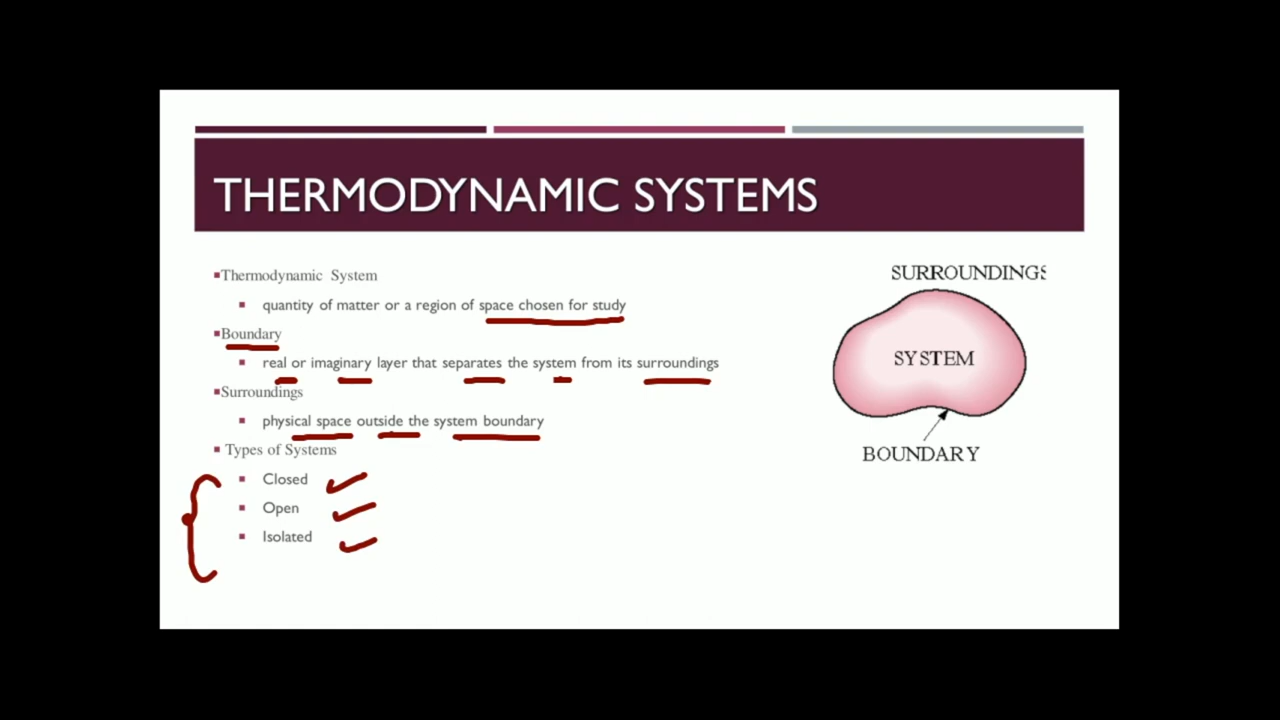 THERMODYNAMIC SYSTEMS
Thermodynamic System
quantity of matter or a region of space chosen for study
Boundary
real or imaginary layer that separates the system from its surroundings
Surroundings
physical space outside the system boundary
Types of Systems
Closed
Open
Isolated
SURROUNDINGS
SYSTEM
BOUNDARY